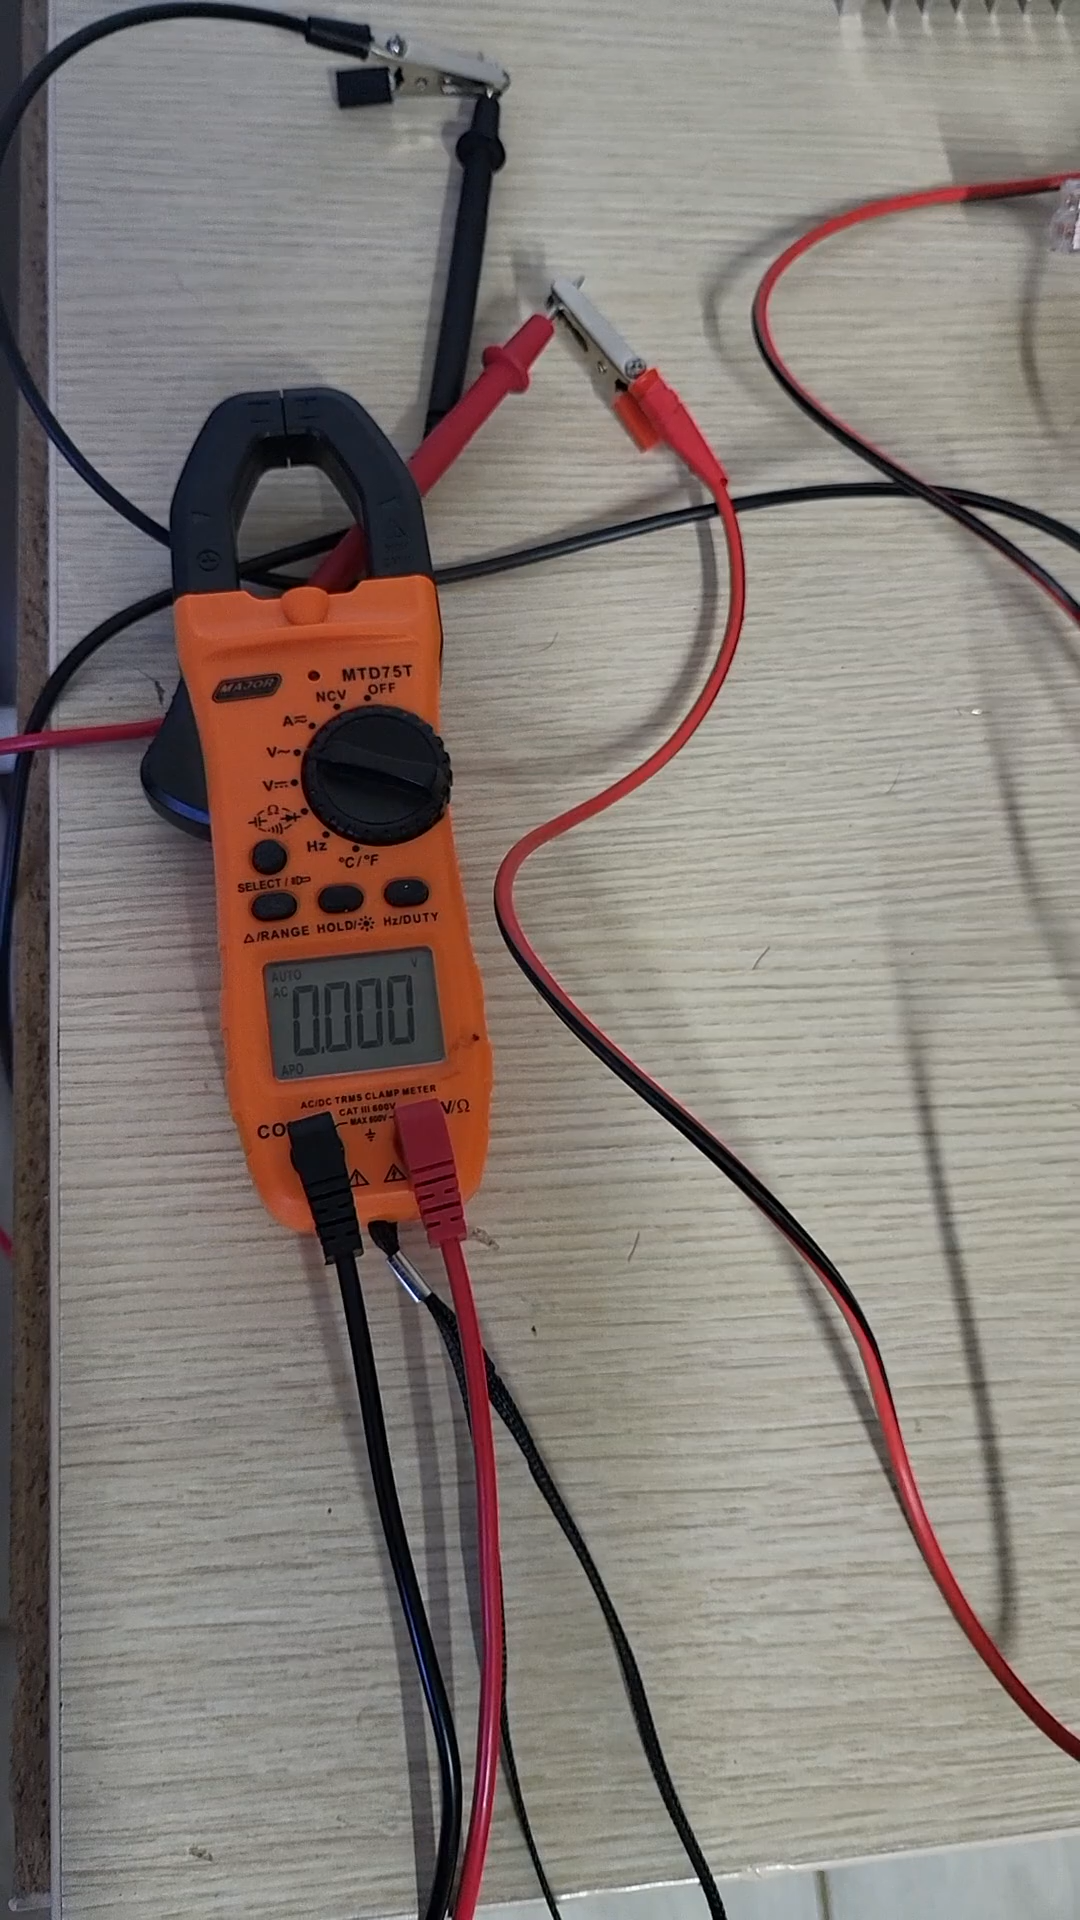 MAJOR
MTD75T
OFF
NCV
A
V~
V
Ω
Hz
°C/°F
SELECT /
△/RANGE HOLD/ Hz/DUTY
AUTO V
AC
0.000
APO
AC/DC TRMS CLAMP METER
CAT III 600V
MAX 600V
CO
V/Ω